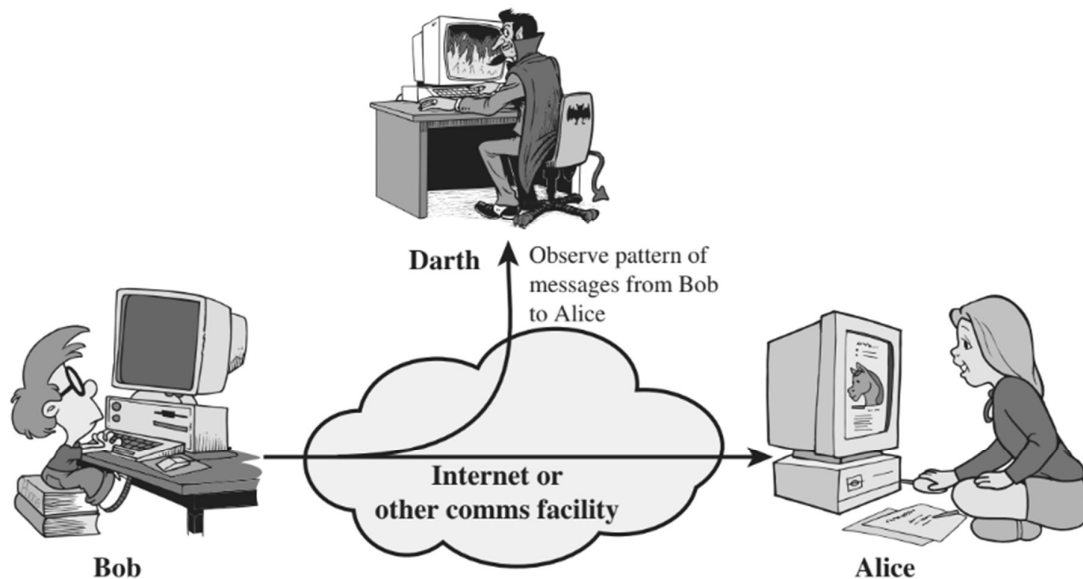 Darth
Observe pattern of
messages from Bob
to Alice
Internet or
other comms facility
Bob
Alice